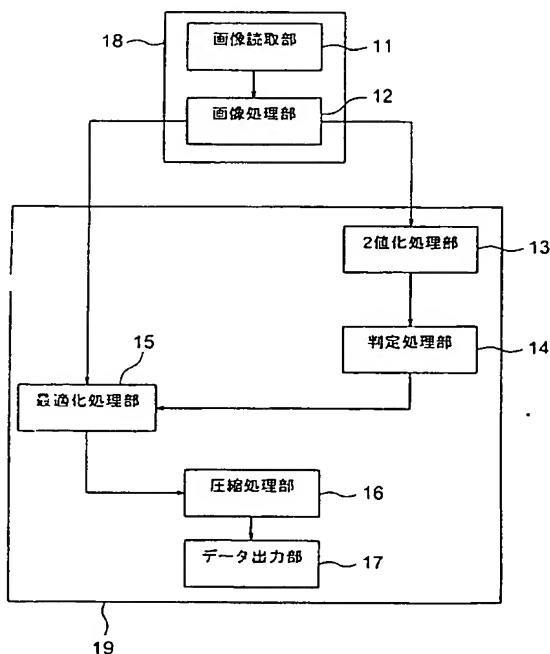 18
画像読取部
11
画像処理部
12
2値化処理部
13
判定処理部
14
15
最適化処理部
圧縮処理部
16
データ出力部
17
19